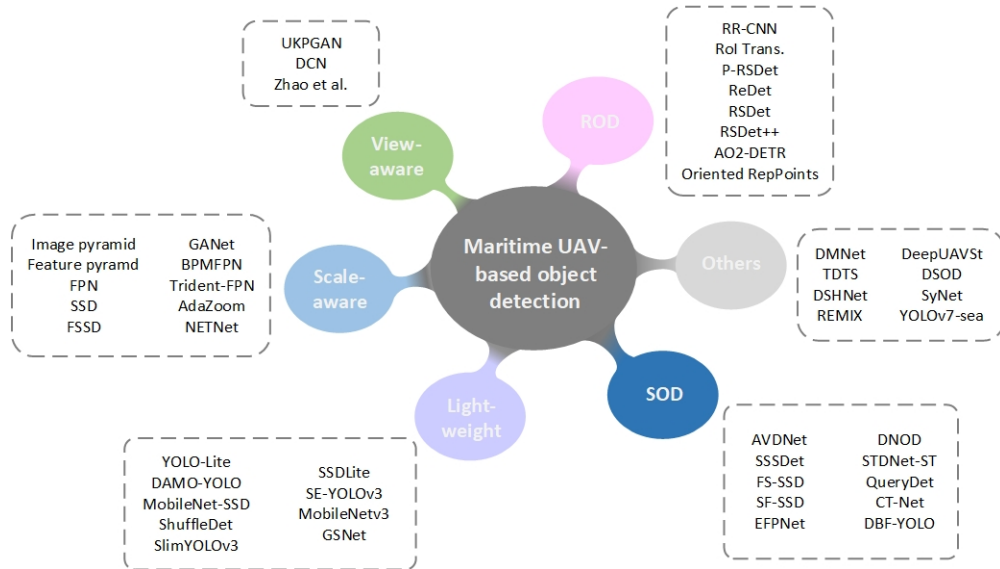 UKPGAN
DCN
Zhao et al.
View-
aware
RR-CNN
RoI Trans.
P-RSDet
ReDet
RSDet
RSDet++
AO2-DETR
Oriented RepPoints
ROD
Maritime UAV-
based object
detection
Image pyramid
Feature pyramd
FPN
SSD
FSSD
GANet
BPMFPN
Trident-FPN
AdaZoom
NETNet
Scale-
aware
Others
DMNet
TDTS
DSHNet
REMIX
DeepUAVSt
DSOD
SyNet
YOLOv7-sea
Light-
weight
YOLO-Lite
DAMO-YOLO
MobileNet-SSD
ShuffleDet
SlimYOLOv3
SSDLite
SE-YOLOv3
MobileNetv3
GSNet
SOD
AVDNet
SSSDet
FS-SSD
SF-SSD
EFPNet
DNOD
STDNet-ST
QueryDet
CT-Net
DBF-YOLO